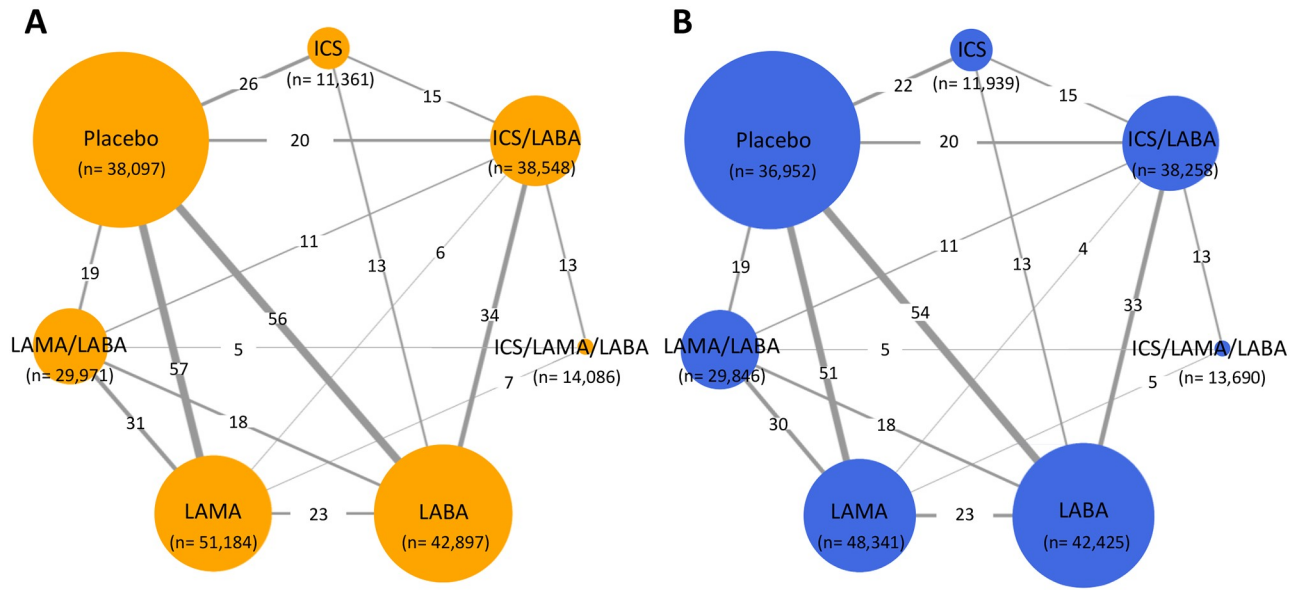 A
ICS
(n= 11,361)
26
15
Placebo
(n= 38,097)
20
ICS/LABA
(n= 38,548)
11
6
13
13
19
56
34
LAMA/LABA
(n= 29,971)
5
ICS/LAMA/LABA
(n= 14,086)
57
7
31
18
LAMA
(n= 51,184)
23
LABA
(n= 42,897)
B
ICS
(n= 11,939)
22
15
Placebo
(n= 36,952)
20
ICS/LABA
(n= 38,258)
11
4
13
13
19
54
33
LAMA/LABA
(n= 29,846)
5
ICS/LAMA/LABA
(n= 13,690)
51
5
30
18
LAMA
(n= 48,341)
23
LABA
(n= 42,425)